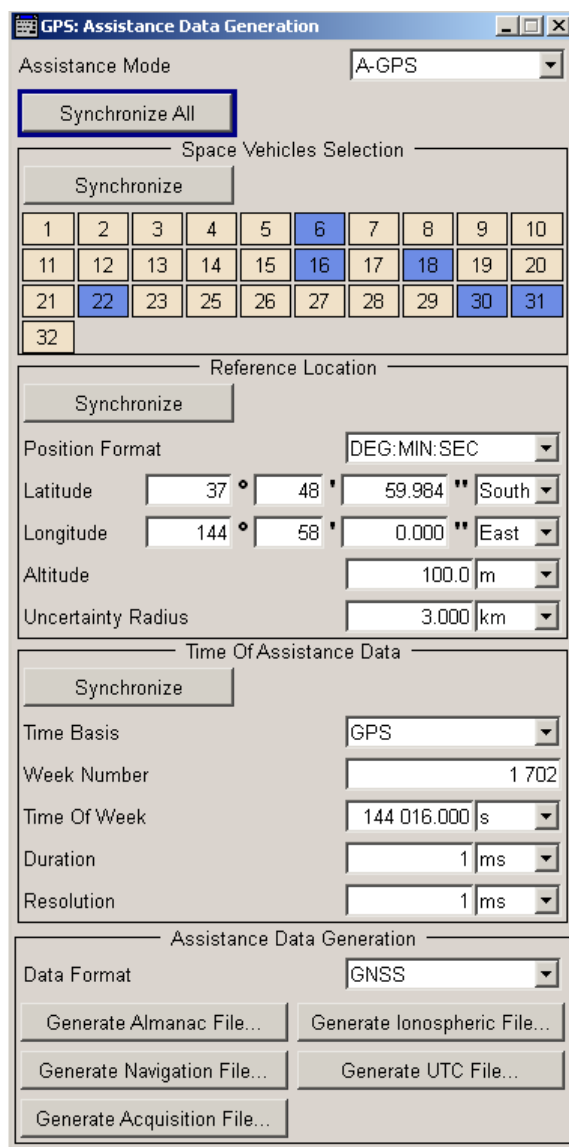 GPS: Assistance Data Generation
Assistance Mode A-GPS
Synchronize All
Space Vehicles Selection
Synchronize
1 2 3 4 5 6 7 8 9 10
11 12 13 14 15 16 17 18 19 20
21 22 23 25 26 27 28 29 30 31
32
Reference Location
Synchronize
Position Format DEG:MIN:SEC
Latitude 37 ° 48 ' 59.984 " South
Longitude 144 ° 58 ' 0.000 " East
Altitude 100.0 m
Uncertainty Radius 3.000 km
Time Of Assistance Data
Synchronize
Time Basis GPS
Week Number 1 702
Time Of Week 144 016.000 s
Duration 1 ms
Resolution 1 ms
Assistance Data Generation
Data Format GNSS
Generate Almanac File... Generate Ionospheric File...
Generate Navigation File... Generate UTC File...
Generate Acquisition File...